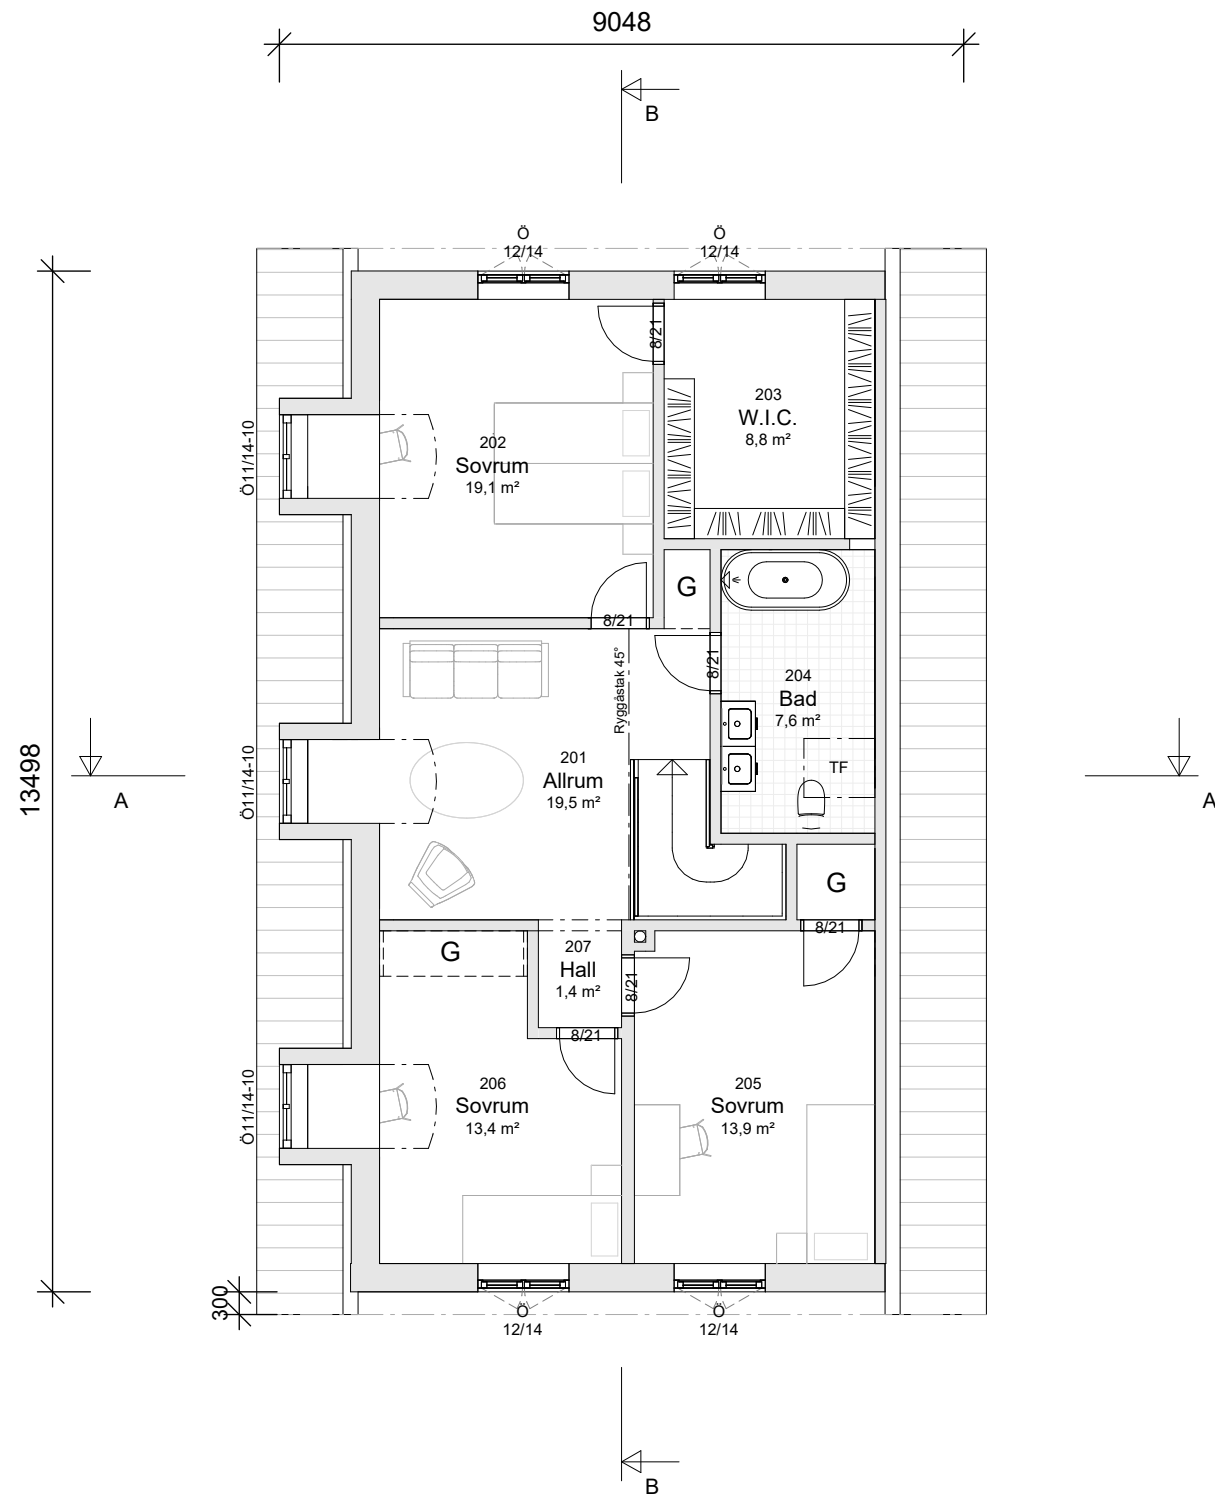 9048
B
Ö
12/14
Ö
12/14
8/21
203
W.I.C.
8,8 m²
Ö11/14-10
202
Sovrum
19,1 m²
G
8/21
Ryggåstak 45°
8/21
204
Bad
7,6 m²
13498
A
Ö11/14-10
201
Allrum
19,5 m²
TF
A
G
8/21
G
207
Hall
1,4 m²
8/21
8/21
Ö11/14-10
206
Sovrum
13,4 m²
205
Sovrum
13,9 m²
300
Ö
12/14
Ö
12/14
B